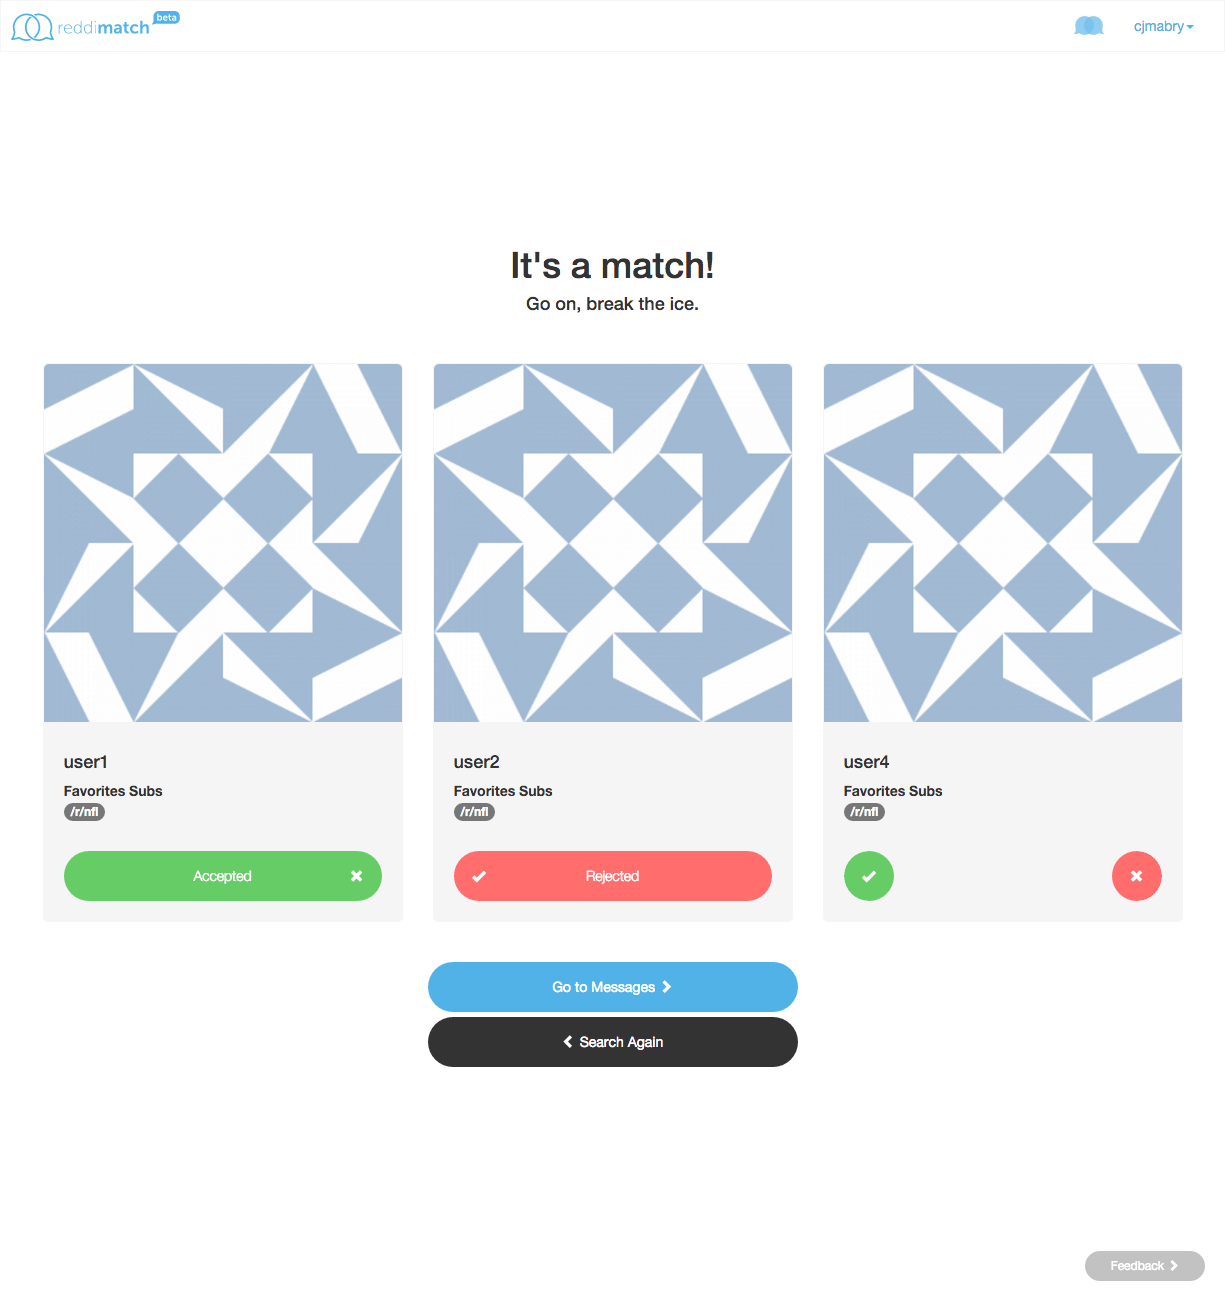 reddimatch beta
cjmabry
It's a match!
Go on, break the ice.
user1
Favorites Subs
/r/nfl
Accepted
user2
Favorites Subs
/r/nfl
Rejected
user4
Favorites Subs
/r/nfl
Go to Messages
Search Again
Feedback